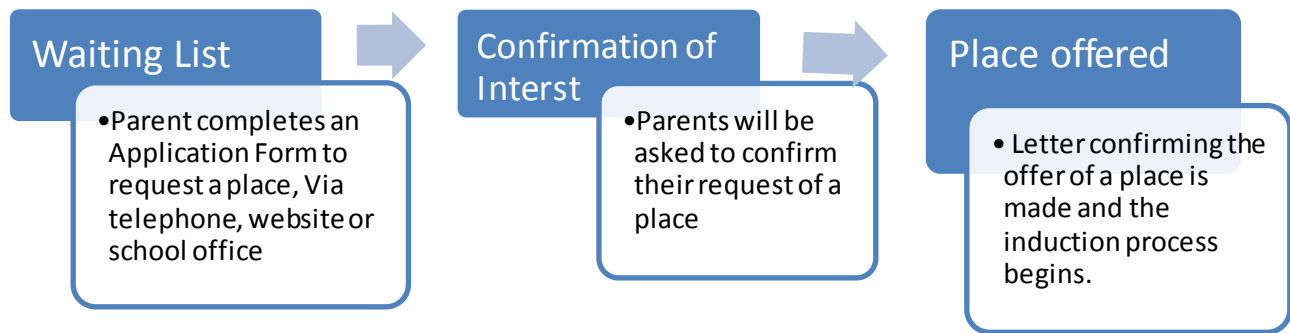 Waiting List
•Parent completes an
Application Form to
request a place, Via
telephone, website or
school office
Confirmation of
Interst
•Parents will be
asked to confirm
their request of a
place
Place offered
• Letter confirming the
offer of a place is
made and the
induction process
begins.